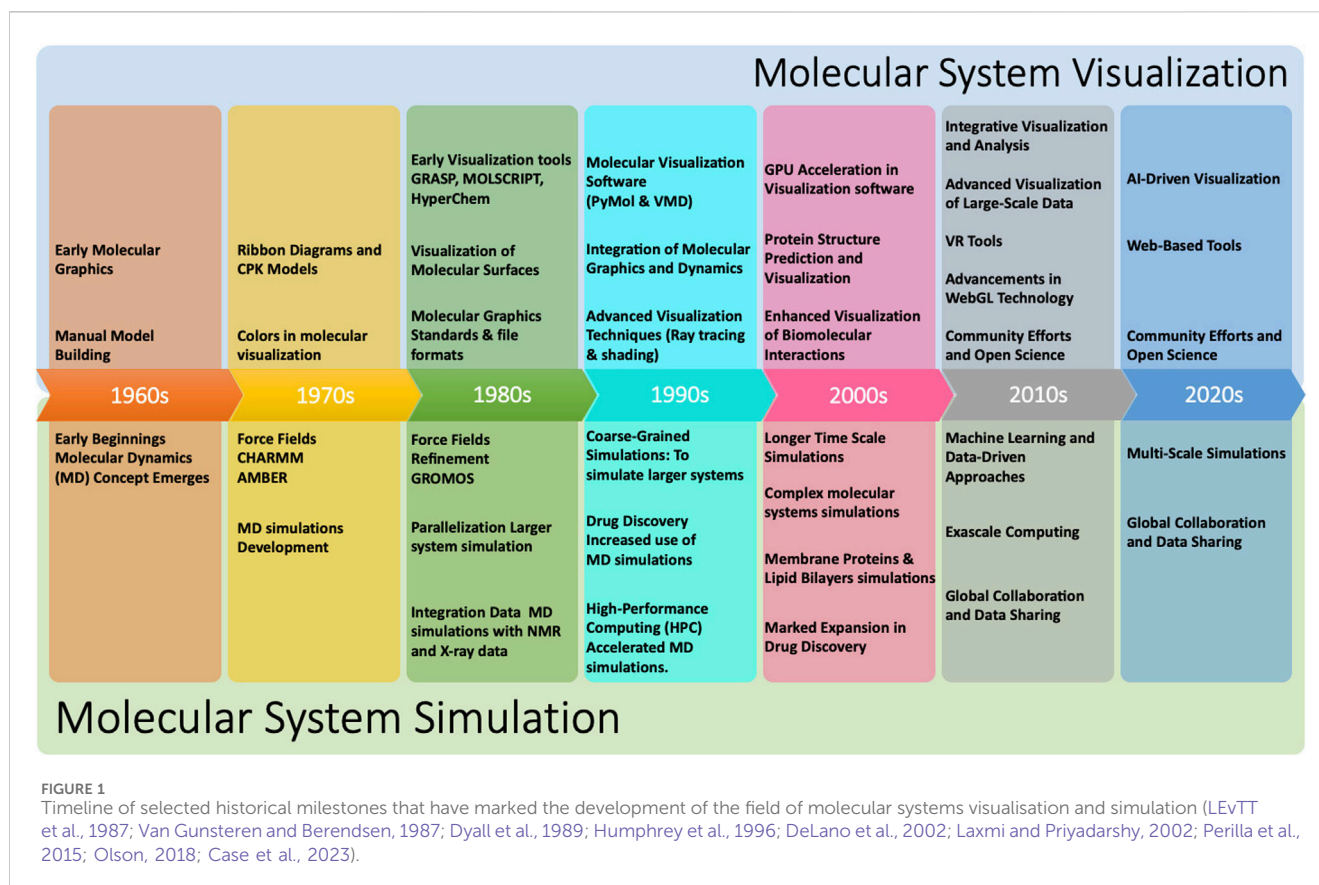 Molecular System Visualization
Early Molecular
Graphics
Manual Model
Building
Ribbon Diagrams and
CPK Models
Colors in molecular
visualization
Early Visualization tools
GRASP, MOLSCRIPT,
HyperChem
Visualization of
Molecular Surfaces
Molecular Graphics
Standards & file
formats
Molecular Visualization
Software
(PyMol & VMD)
Integration of Molecular
Graphics and Dynamics
Advanced Visualization
Techniques (Ray tracing
& shading)
GPU Acceleration in
Visualization software
Protein Structure
Prediction and
Visualization
Enhanced Visualization
of Biomolecular
Interactions
Integrative Visualization
and Analysis
Advanced Visualization
of Large-Scale Data
VR Tools
Advancements in
WebGL Technology
Community Efforts
and Open Science
AI-Driven Visualization
Web-Based Tools
Community Efforts and
Open Science
1960s
1970s
1980s
1990s
2000s
2010s
2020s
Early Beginnings
Molecular Dynamics
(MD) Concept Emerges
Force Fields
CHARMM
AMBER
MD simulations
Development
Force Fields
Refinement
GROMOS
Parallelization Larger
system simulation
Integration Data MD
simulations with NMR
and X-ray data
Coarse-Grained
Simulations: To
simulate larger systems
Drug Discovery
Increased use of
MD simulations
High-Performance
Computing (HPC)
Accelerated MD
simulations.
Longer Time Scale
Simulations
Complex molecular
systems simulations
Membrane Proteins &
Lipid Bilayers simulations
Marked Expansion in
Drug Discovery
Machine Learning and
Data-Driven
Approaches
Exascale Computing
Global Collaboration
and Data Sharing
Multi-Scale Simulations
Global Collaboration
and Data Sharing
Molecular System Simulation
FIGURE 1
Timeline of selected historical milestones that have marked the development of the field of molecular systems visualisation and simulation (LEvTT
et al., 1987; Van Gunsteren and Berendsen, 1987; Dyall et al., 1989; Humphrey et al., 1996; DeLano et al., 2002; Laxmi and Priyadarshy, 2002; Perilla et al.,
2015; Olson, 2018; Case et al., 2023).